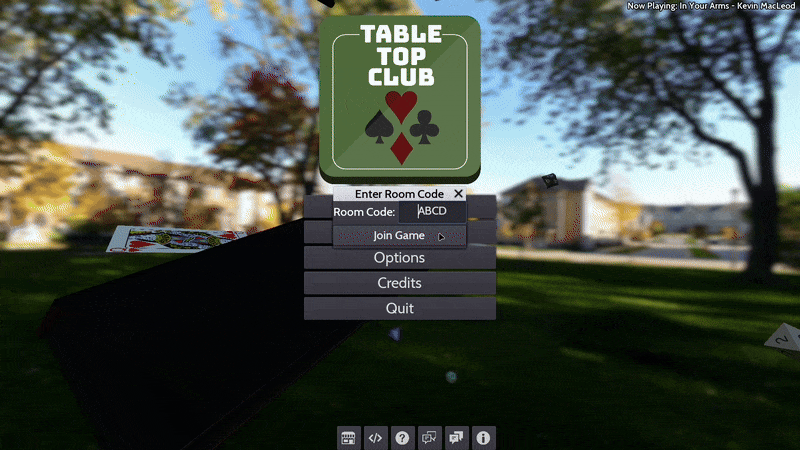 Now Playing: In Your Arms - Kevin MacLeod
TABLE
TOP
CLUB
Enter Room Code
Room Code: ABCD
Join Game
Options
Credits
Quit
2